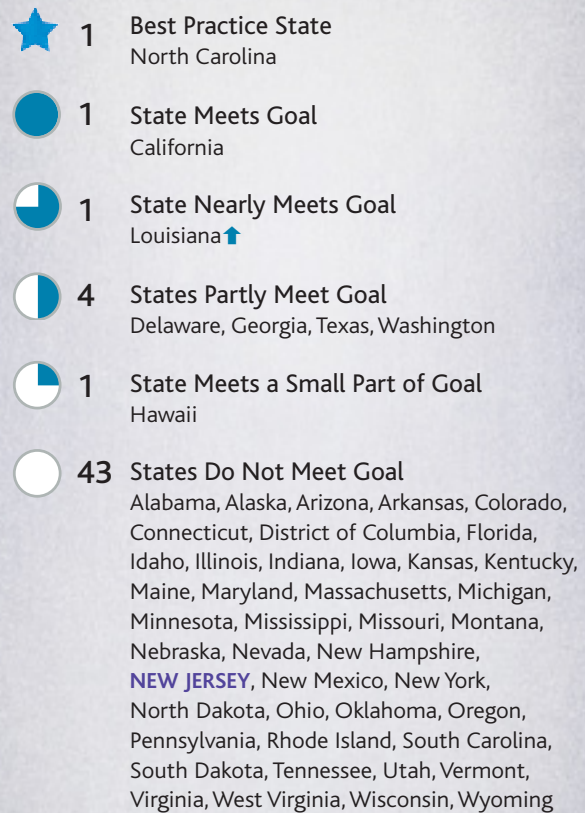 1 Best Practice State
North Carolina
1 State Meets Goal
California
1 State Nearly Meets Goal
Louisiana
4 States Partly Meet Goal
Delaware, Georgia, Texas, Washington
1 State Meets a Small Part of Goal
Hawaii
43 States Do Not Meet Goal
Alabama, Alaska, Arizona, Arkansas, Colorado,
Connecticut, District of Columbia, Florida,
Idaho, Illinois, Indiana, Iowa, Kansas, Kentucky,
Maine, Maryland, Massachusetts, Michigan,
Minnesota, Mississippi, Missouri, Montana,
Nebraska, Nevada, New Hampshire,
NEW JERSEY, New Mexico, New York,
North Dakota, Ohio, Oklahoma, Oregon,
Pennsylvania, Rhode Island, South Carolina,
South Dakota, Tennessee, Utah, Vermont,
Virginia, West Virginia, Wisconsin, Wyoming